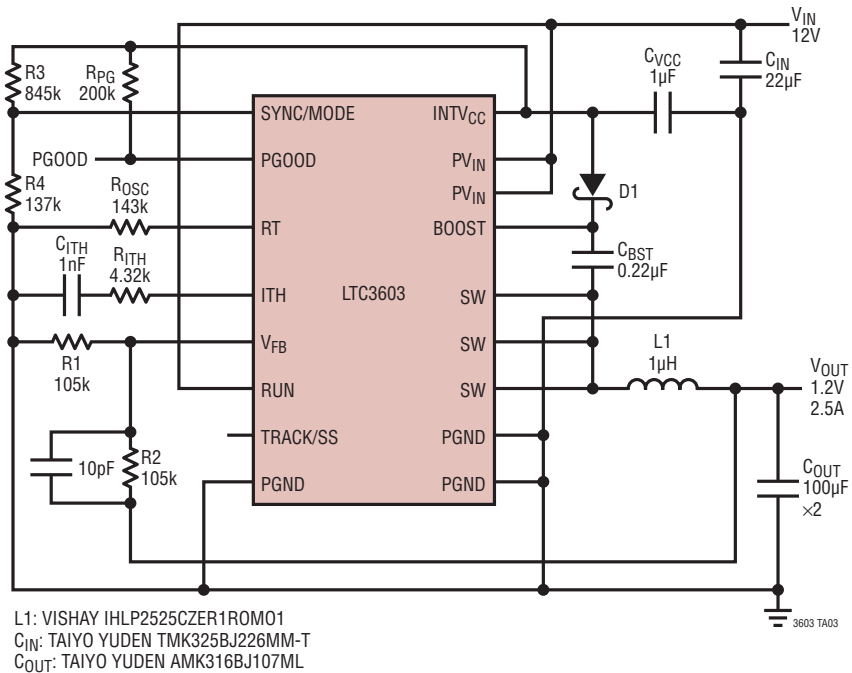 VIN
12V
CVCC
1µF
CIN
22µF
R3
845k
RPG
200k
SYNC/MODE
INTVCC
PGOOD
PGOOD
PVIN
PVIN
D1
R4
137k
ROSC
143k
RT
BOOST
CITH
1nF
RITH
4.32k
CBST
0.22µF
ITH
LTC3603
SW
R1
105k
VFB
SW
L1
1µH
RUN
SW
VOUT
1.2V
2.5A
TRACK/SS
PGND
10pF
R2
105k
PGND
PGND
COUT
100µF
×2
3603 TA03
L1: VISHAY IHLP2525CZER1ROMO1
CIN: TAIYO YUDEN TMK325BJ226MM-T
COUT: TAIYO YUDEN AMK316BJ107ML